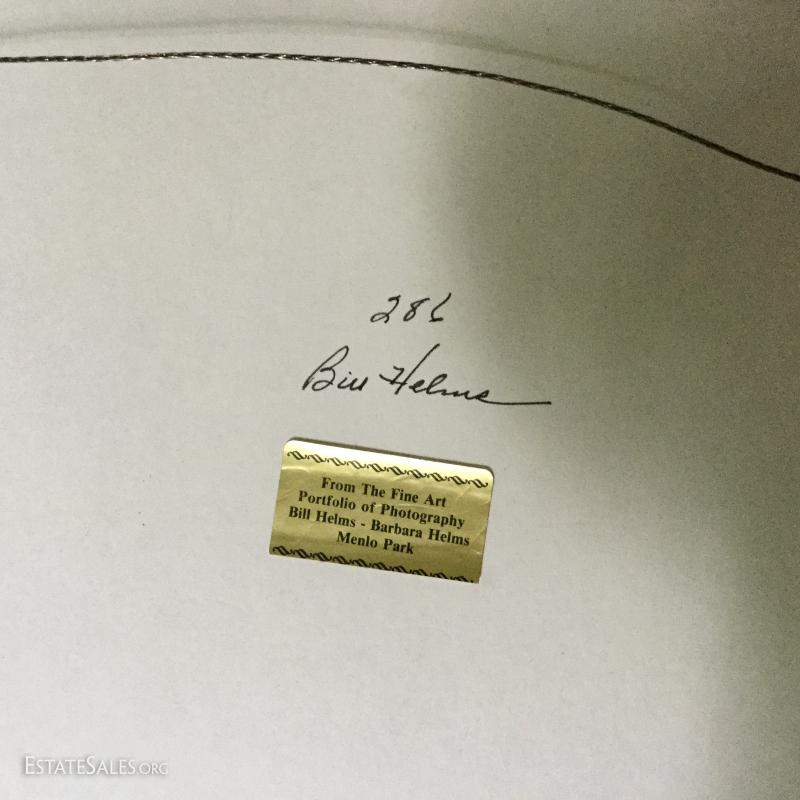 286
Bill Helms
From The Fine Art
Portfolio of Photography
Bill Helms - Barbara Helms
Menlo Park
ESTATESALES.ORG